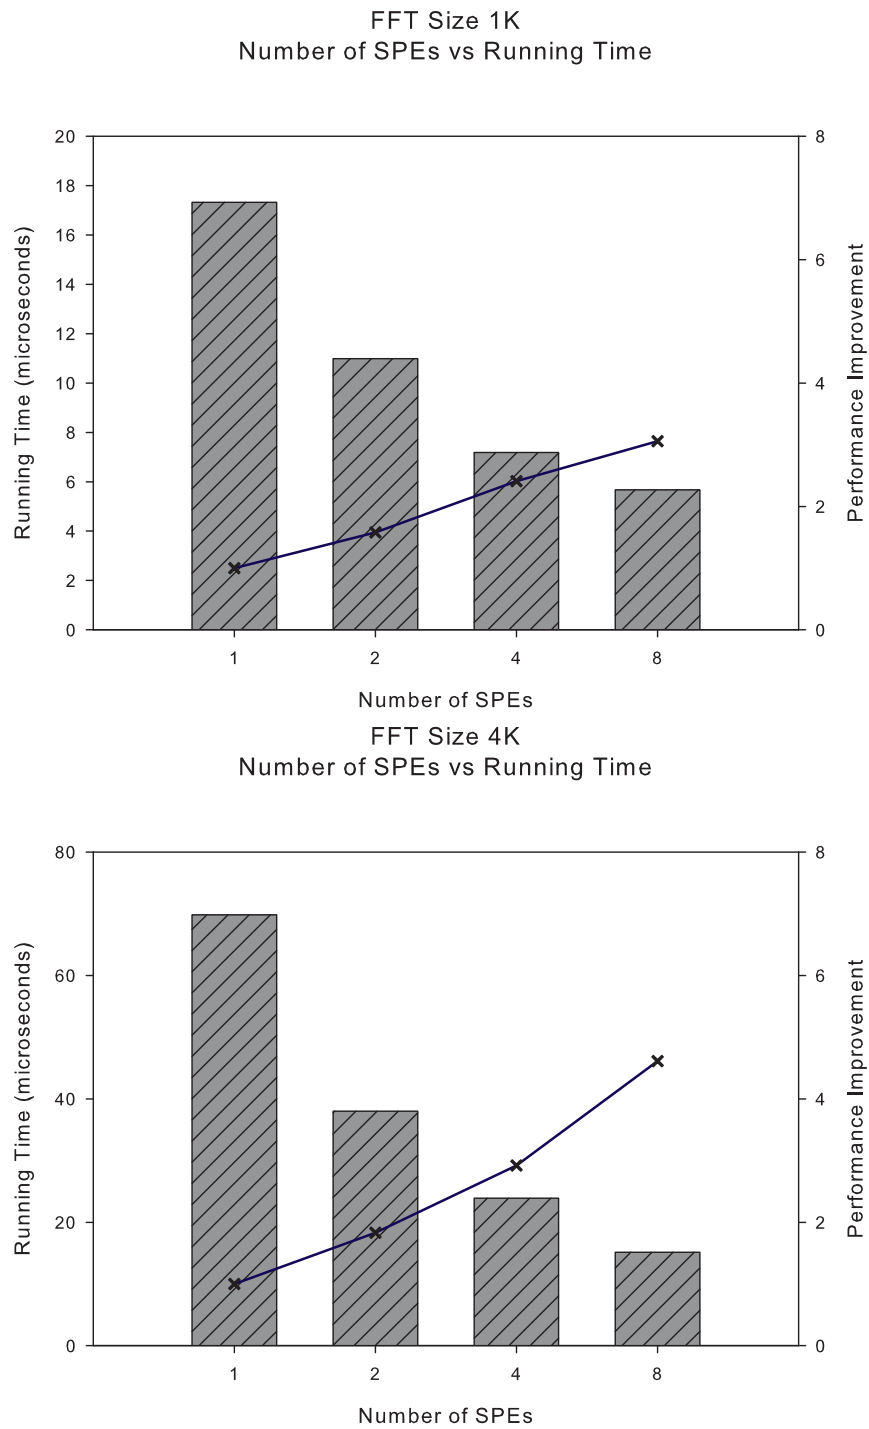 FFT Size 1K
Number of SPEs vs Running Time
20
18
16
14
12
10
8
6
4
2
0
Running Time (microseconds)
8
6
4
2
0
Performance Improvement
1 2 4 8
Number of SPEs
FFT Size 4K
Number of SPEs vs Running Time
80
60
40
20
0
Running Time (microseconds)
8
6
4
2
0
Performance Improvement
1 2 4 8
Number of SPEs